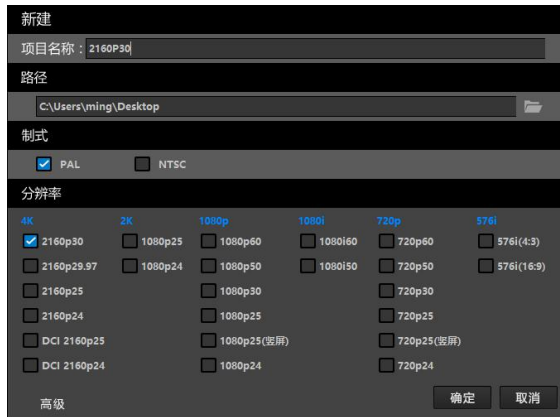 新建
项目名称：2160P30
路径
C:\Users\ming\Desktop
制式
PAL NTSC
分辨率
4K 2K 1080p 1080i 720p 576i
2160p30 1080p25 1080p60 1080i60 720p60 576i(4:3)
2160p29.97 1080p24 1080p50 1080i50 720p50 576i(16:9)
2160p25 1080p30 720p30
2160p24 1080p25 720p25
DCI 2160p25 1080p25(竖屏) 720p25(竖屏)
DCI 2160p24 1080p24 720p24
高级 确定 取消